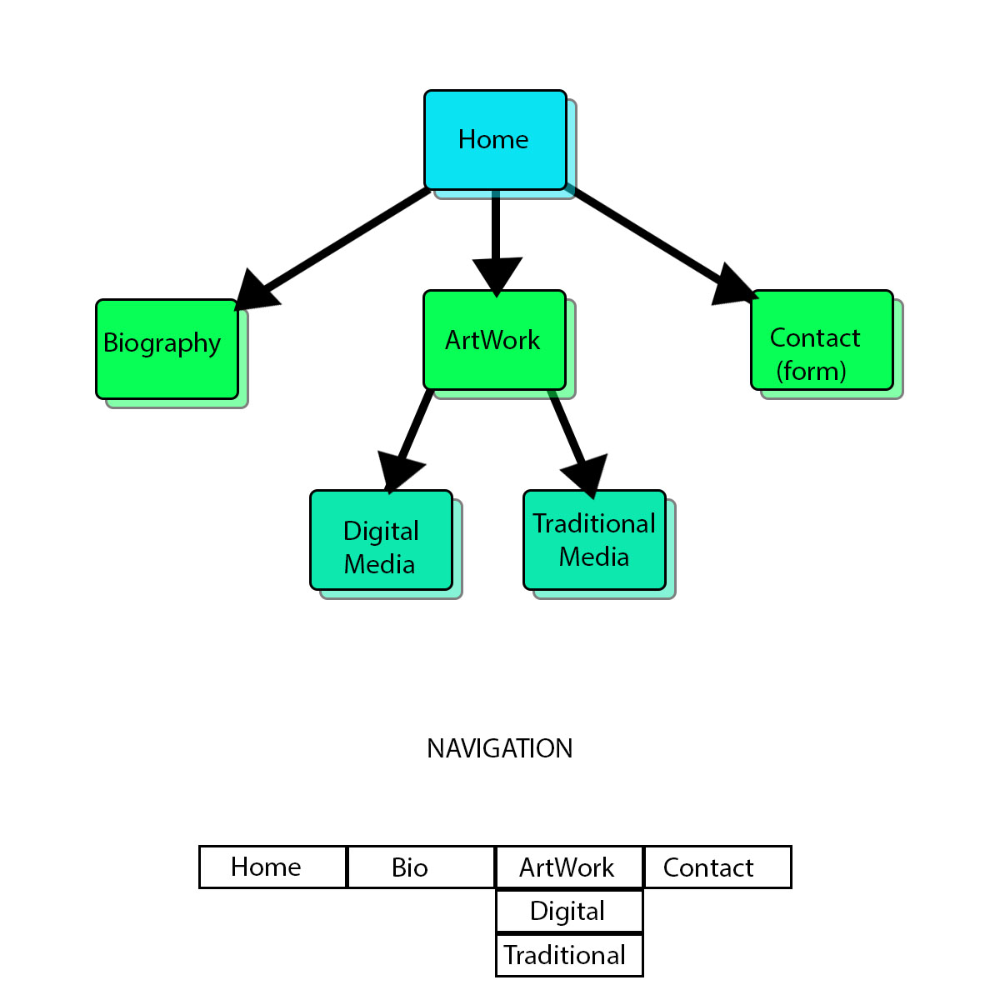 Home
Biography
ArtWork
Contact
(form)
Digital
Media
Traditional
Media
NAVIGATION
Home
Bio
ArtWork
Contact
Digital
Traditional